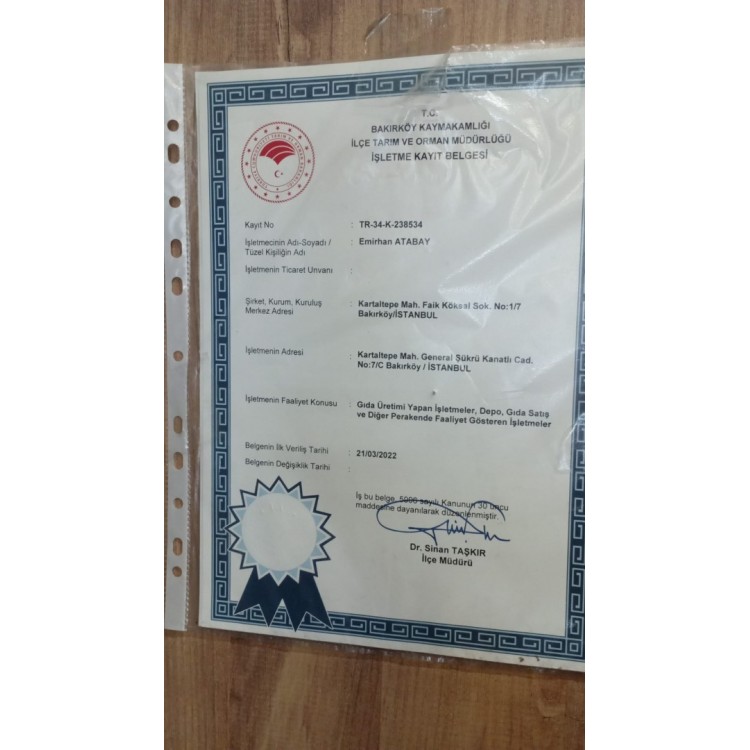 T.C.
BAKIRKÖY KAYMAKAMLIĞI
İLÇE TARIM VE ORMAN MÜDÜRLÜĞÜ
İŞLETME KAYIT BELGESİ
Kayıt No : TR-34-K-238534
İşletmecinin Adı-Soyadı / : Emirhan ATABAY
Tüzel Kişiliğin Adı
İşletmenin Ticaret Unvanı :
Şirket, Kurum, Kuruluş : Kartaltepe Mah. Faik Köksal Sok. No:1/7
Merkez Adresi Bakırköy/İSTANBUL
İşletmenin Adresi : Kartaltepe Mah. General Şükrü Kanatlı Cad.
No:7/C Bakırköy / İSTANBUL
İşletmenin Faaliyet Konusu : Gıda Üretimi Yapan İşletmeler, Depo, Gıda Satış
ve Diğer Perakende Faaliyet Gösteren İşletmeler
Belgenin İlk Veriliş Tarihi : 21/03/2022
Belgenin Değişiklik Tarihi :
İş bu belge, 5996 sayılı Kanunun 30 uncu
maddesine dayanılarak düzenlenmiştir.
Dr. Sinan TAŞKIR
İlçe Müdürü